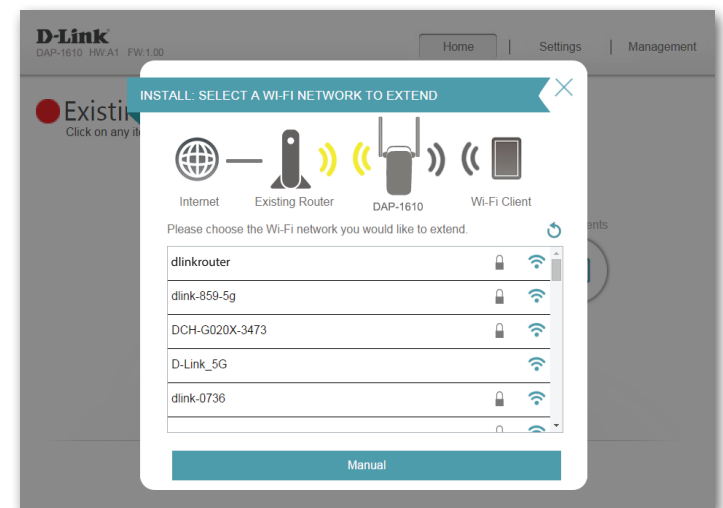 D-Link
DAP-1610 HW:A1 FW:1.00
Home | Settings | Management
INSTALL: SELECT A WI-FI NETWORK TO EXTEND
Existi
Click on any it
Internet
Existing Router
DAP-1610
Wi-Fi Client
Please choose the Wi-Fi network you would like to extend.
ents
dlinkrouter
dlink-859-5g
DCH-G020X-3473
D-Link_5G
dlink-0736
Manual